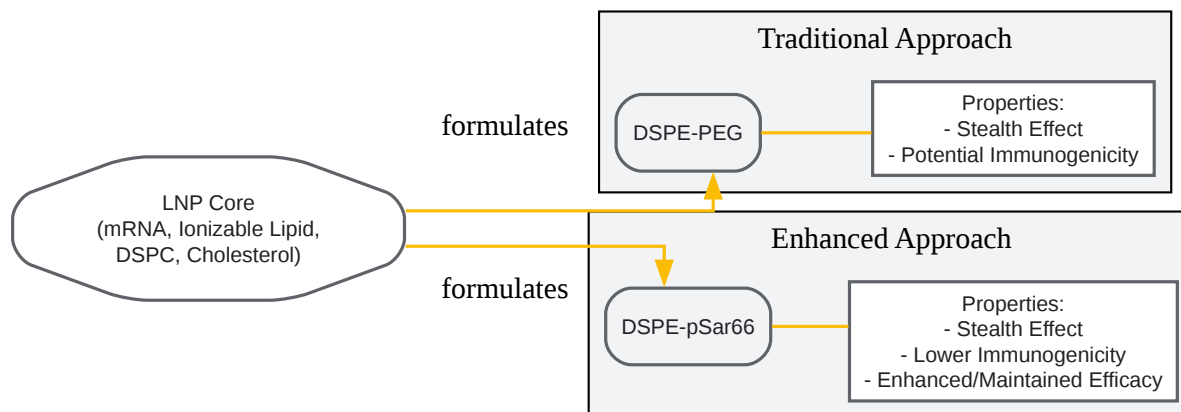 Traditional Approach
formulates
DSPE-PEG
Properties:
- Stealth Effect
- Potential Immunogenicity
LNP Core
(mRNA, Ionizable Lipid,
DSPC, Cholesterol)
Enhanced Approach
formulates
DSPE-pSar66
Properties:
- Stealth Effect
- Lower Immunogenicity
- Enhanced/Maintained Efficacy